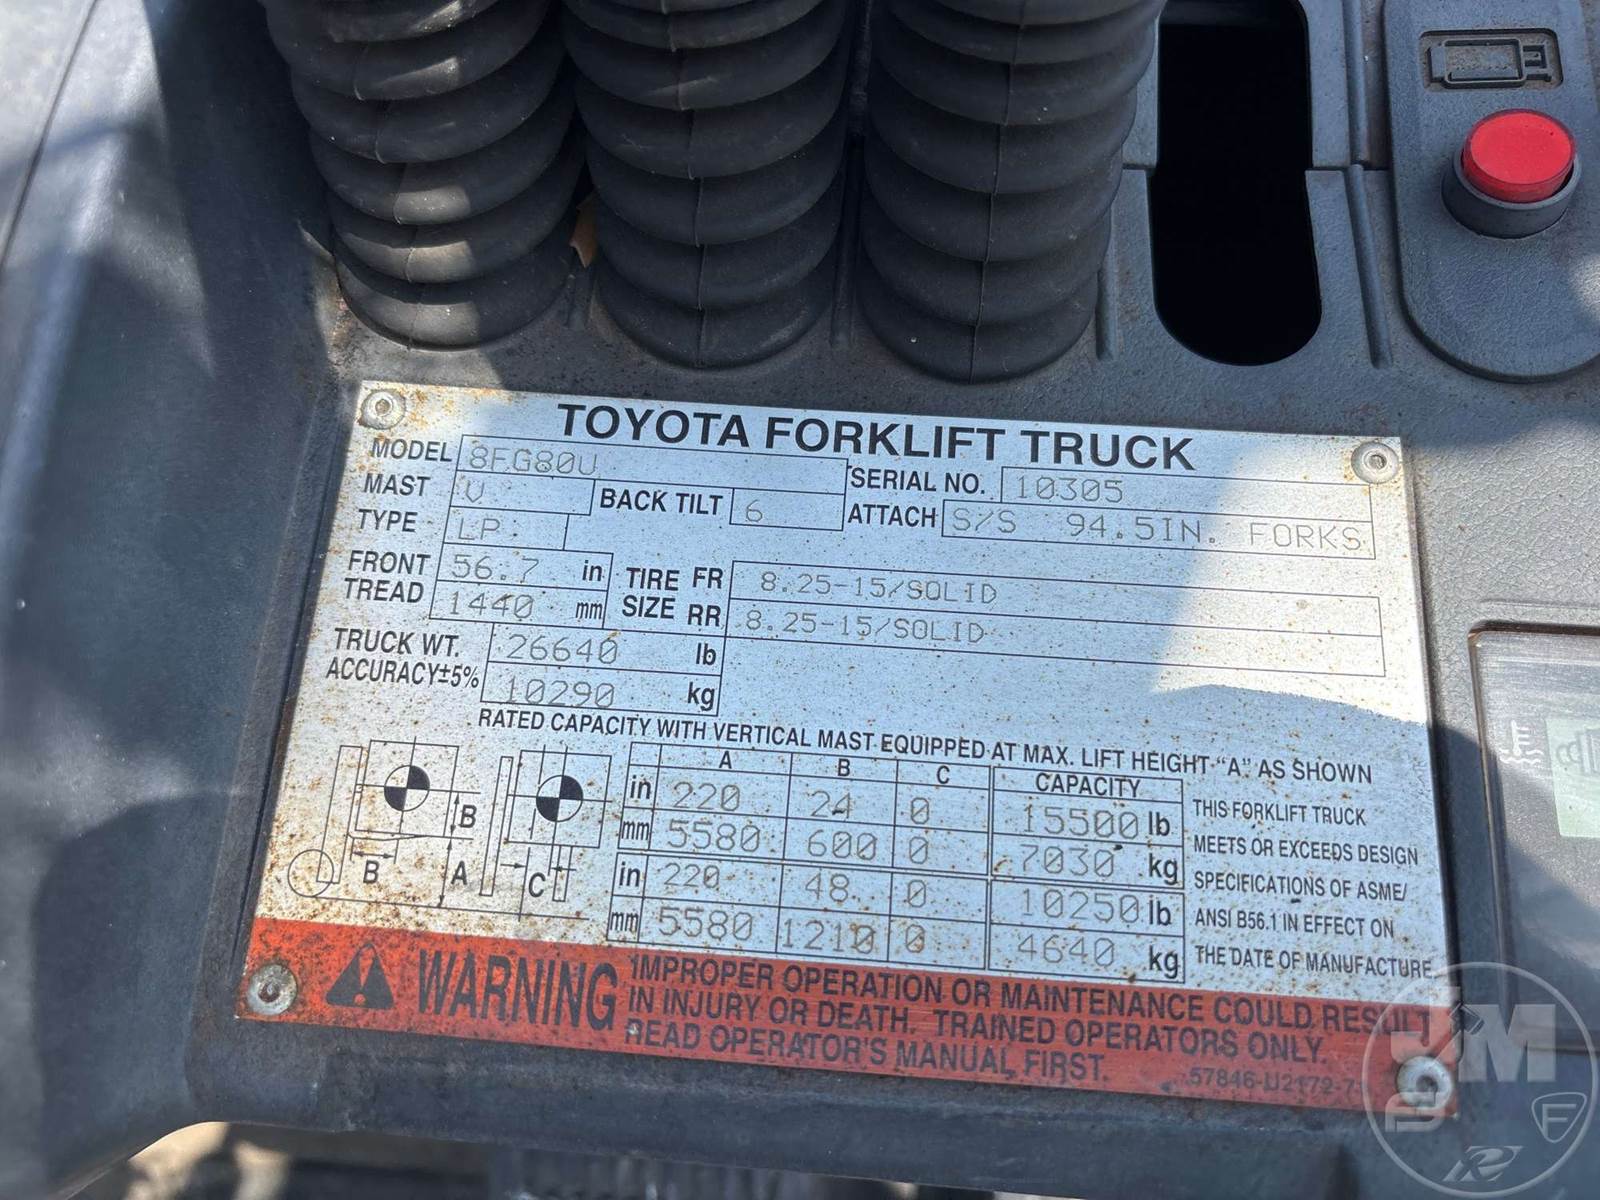 TOYOTA FORKLIFT TRUCK
MODEL 8FG80U SERIAL NO. 10305
MAST V BACK TILT 6 ATTACH S/S 94.5IN. FORKS
TYPE LP
FRONT TREAD 56.7 in TIRE SIZE FR 8.25-15/SOLID
1440 mm RR 8.25-15/SOLID
TRUCK WT. 26640 lb
ACCURACY±5% 10290 kg
RATED CAPACITY WITH VERTICAL MAST EQUIPPED AT MAX. LIFT HEIGHT "A" AS SHOWN
A B C CAPACITY
in 220 24 0 15500 lb
mm 5580 600 0 7030 kg
in 220 48 0 10250 lb
mm 5580 1210 0 4640 kg
B
B A C
THIS FORKLIFT TRUCK
MEETS OR EXCEEDS DESIGN
SPECIFICATIONS OF ASME/
ANSI B56.1 IN EFFECT ON
THE DATE OF MANUFACTURE
WARNING
IMPROPER OPERATION OR MAINTENANCE COULD RESULT
IN INJURY OR DEATH. TRAINED OPERATORS ONLY.
READ OPERATOR'S MANUAL FIRST.
JM
F